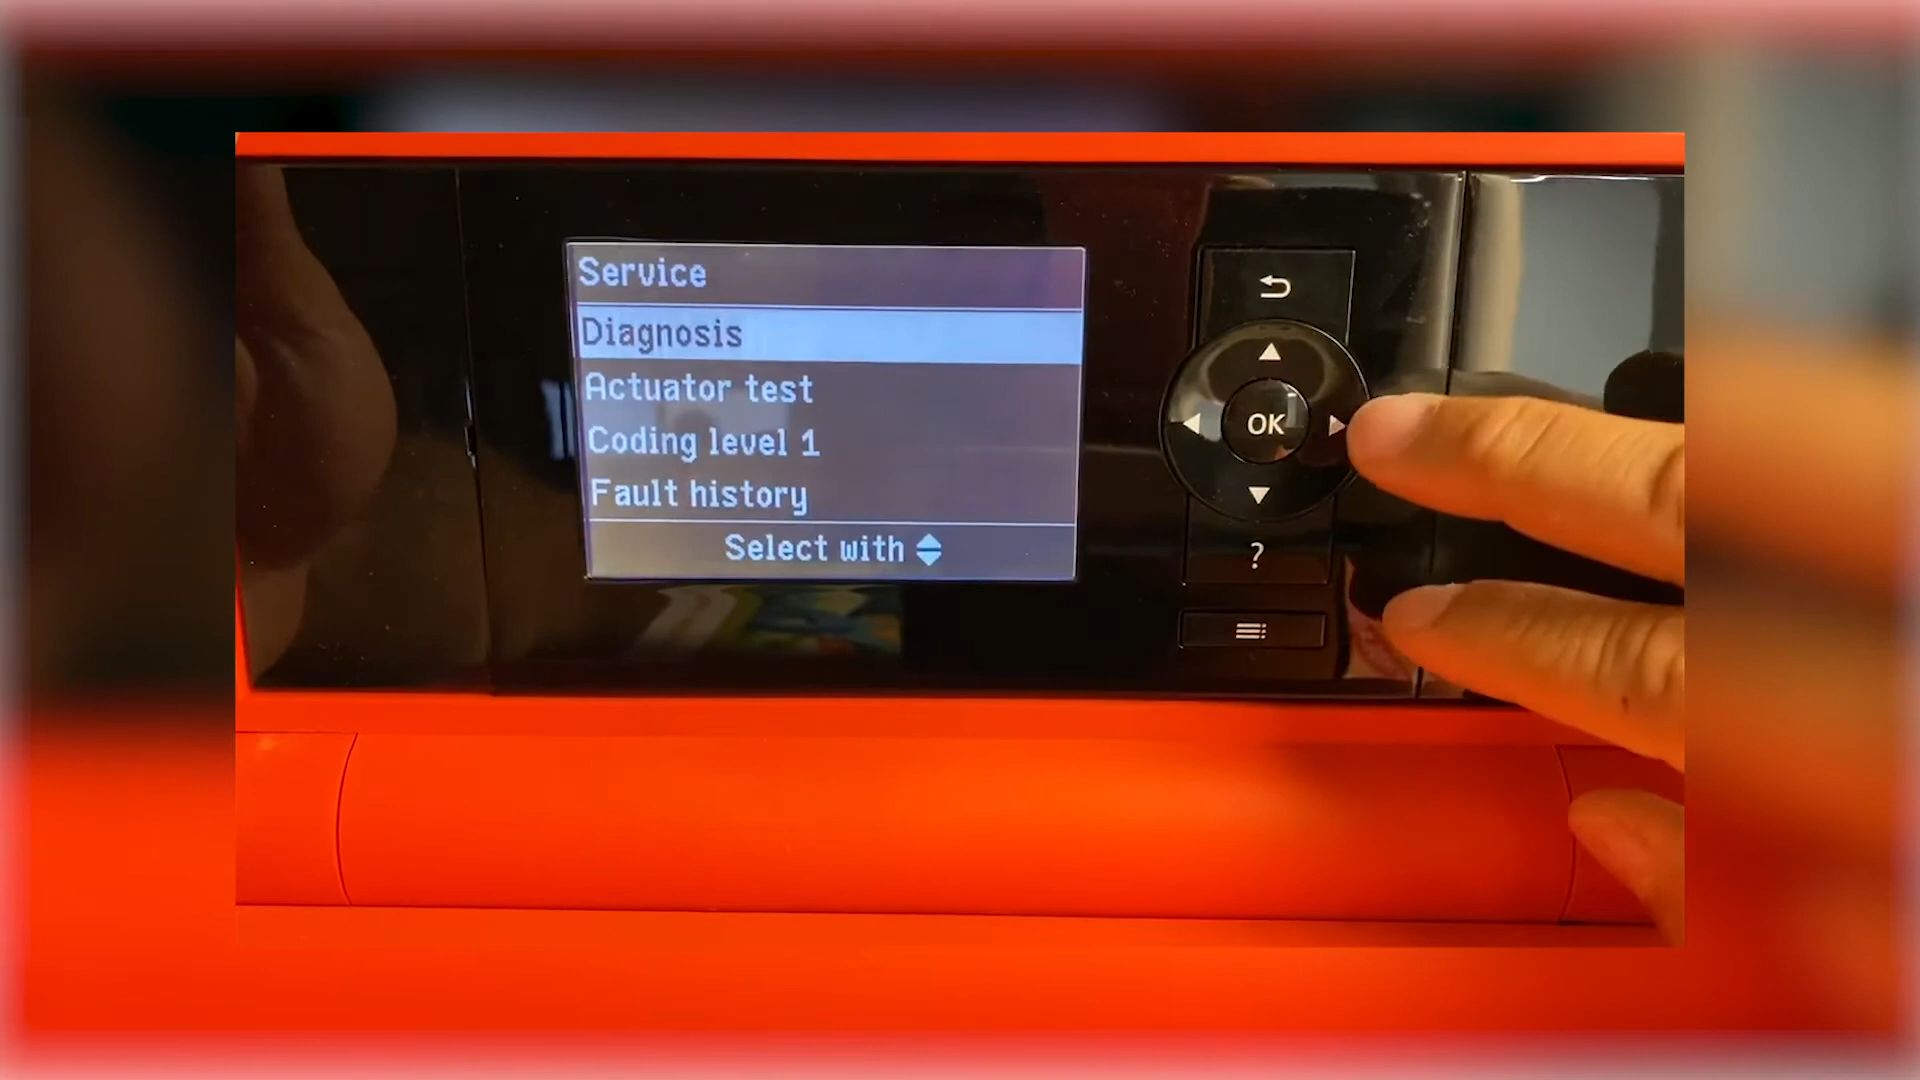 Service
Diagnosis
Actuator test
Coding level 1
Fault history
Select with
OK
?